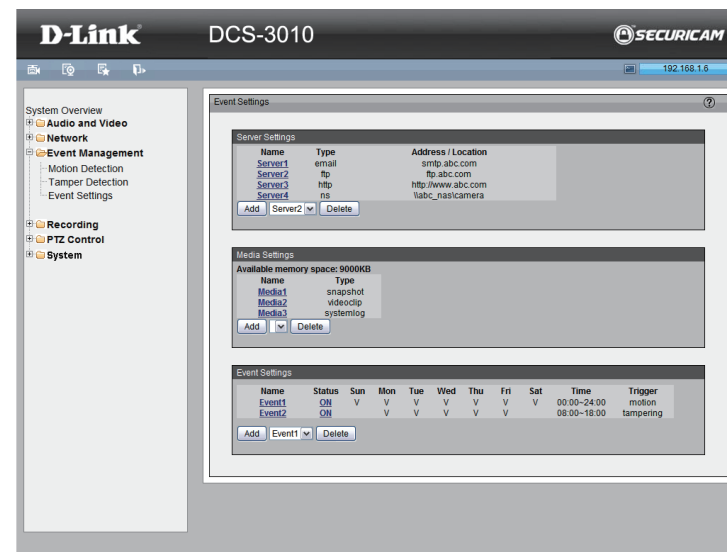 D-Link DCS-3010 SECURICAM
192.168.1.6
System Overview
Audio and Video
Network
Event Management
Motion Detection
Tamper Detection
Event Settings
Recording
PTZ Control
System
Event Settings
Server Settings
Name Type Address / Location
Server1 email smtp.abc.com
Server2 ftp ftp.abc.com
Server3 http http://www.abc.com
Server4 ns \\abc_nas\camera
Add Server2 Delete
Media Settings
Available memory space: 9000KB
Name Type
Media1 snapshot
Media2 videoclip
Media3 systemlog
Add Delete
Event Settings
Name Status Sun Mon Tue Wed Thu Fri Sat Time Trigger
Event1 ON V V V V V V V 00:00~24:00 motion
Event2 ON V V V V V 08:00~18:00 tampering
Add Event1 Delete